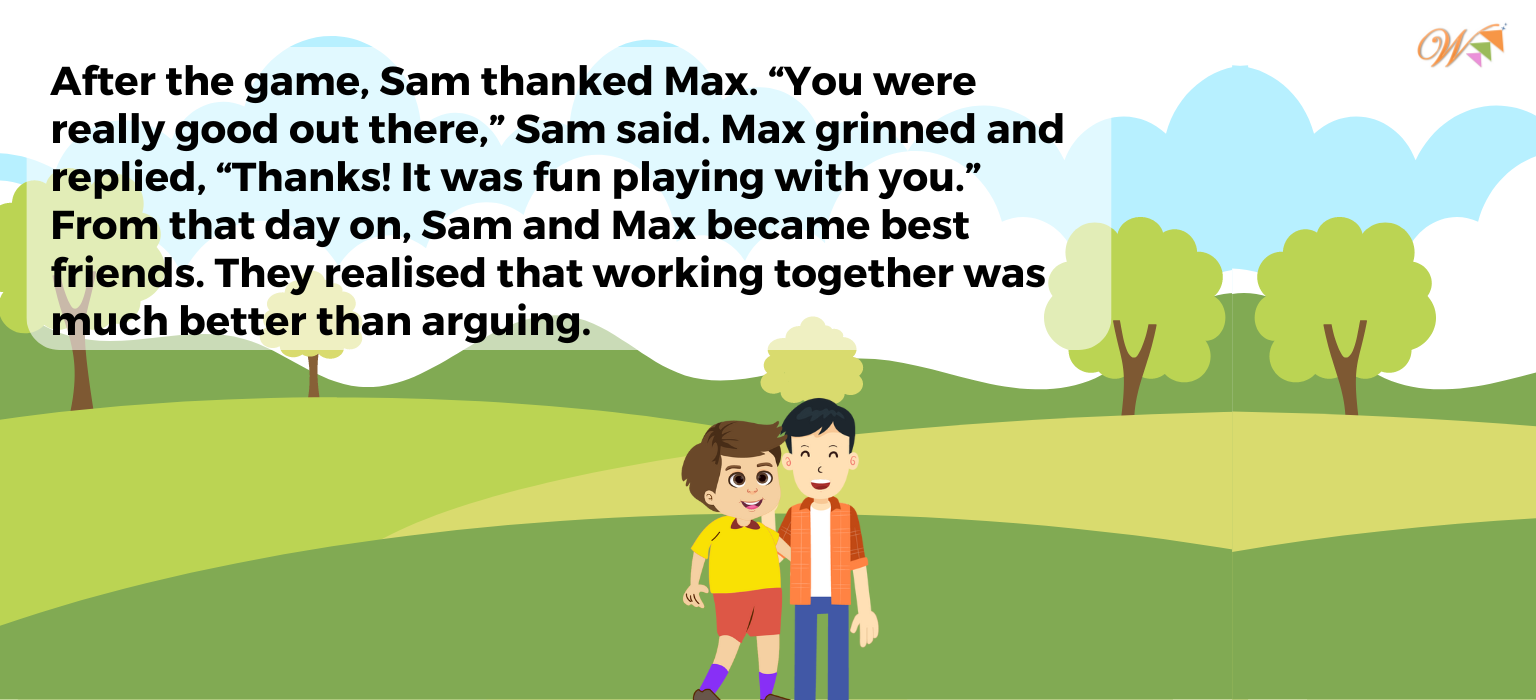 After the game, Sam thanked Max. “You were
really good out there,” Sam said. Max grinned and
replied, “Thanks! It was fun playing with you.”
From that day on, Sam and Max became best
friends. They realised that working together was
much better than arguing.
W